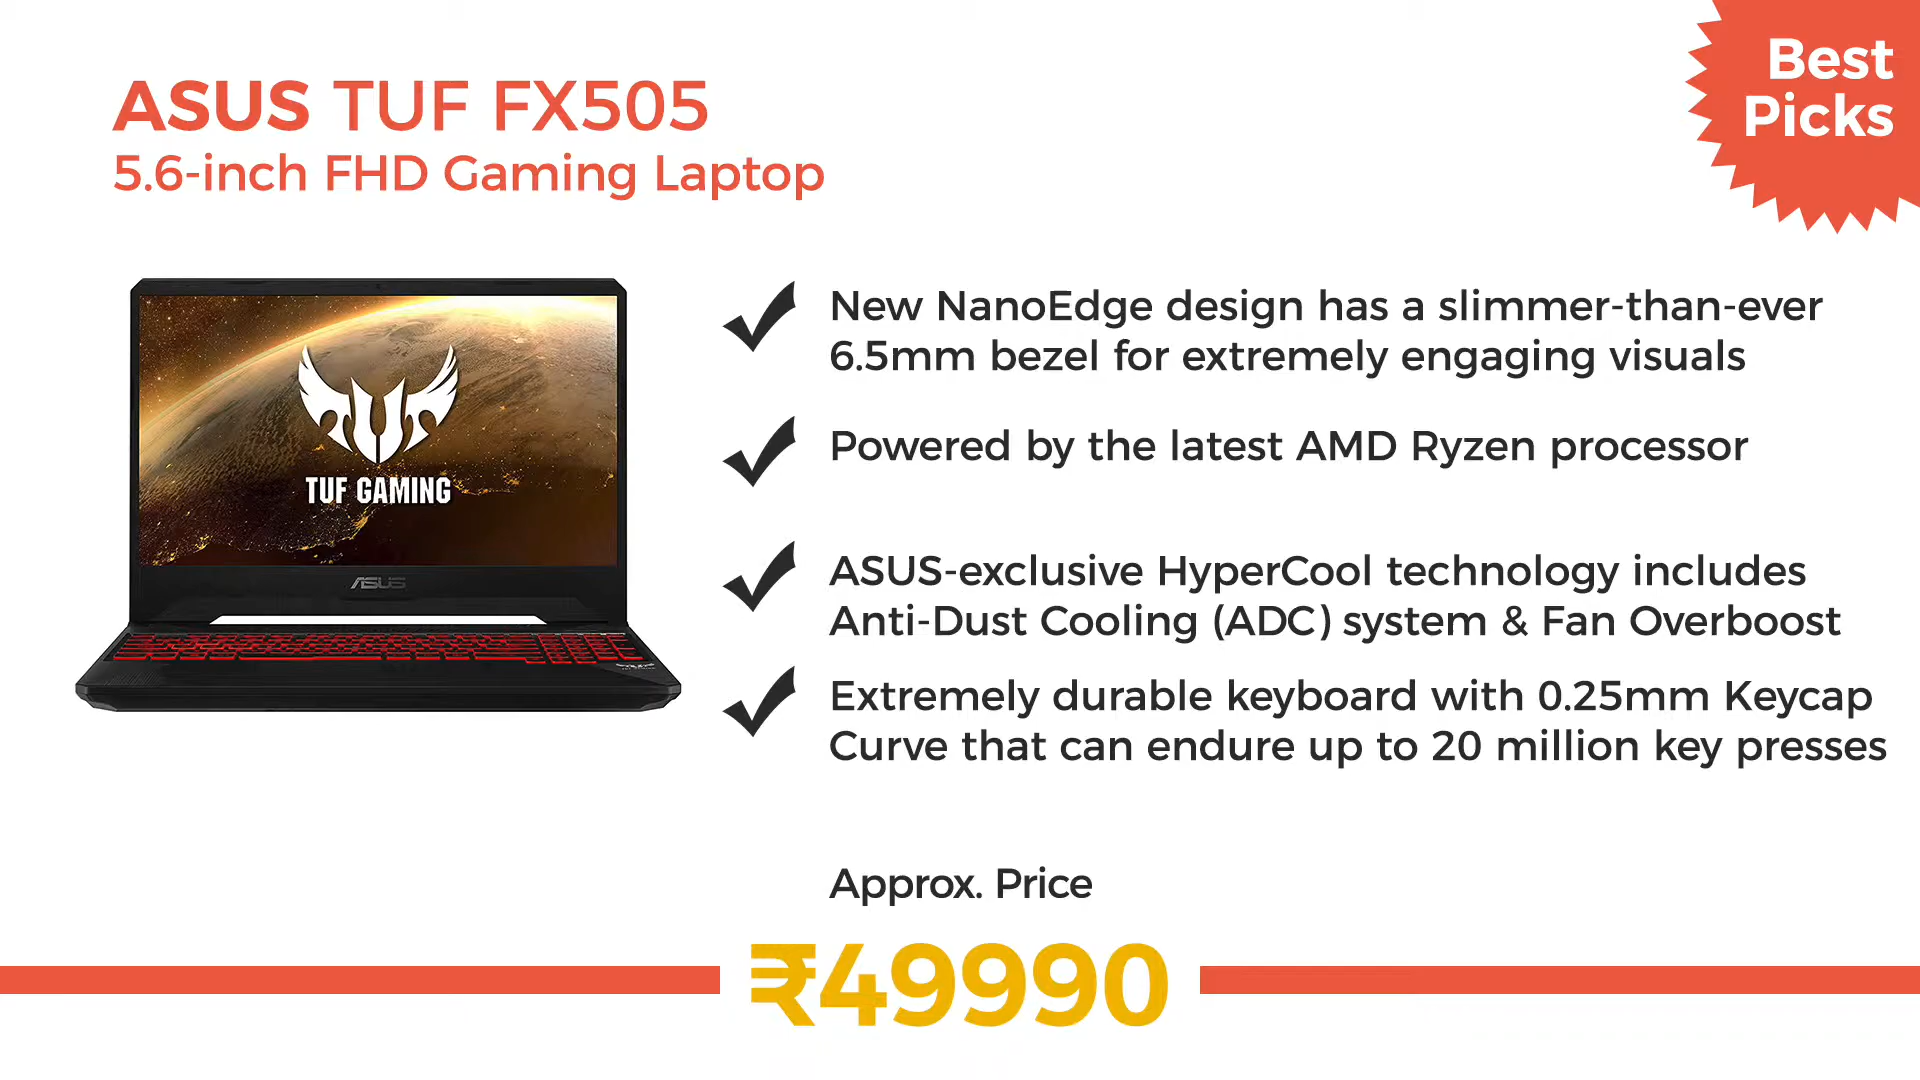 Best
Picks
ASUS TUF FX505
5.6-inch FHD Gaming Laptop
TUF GAMING
ASUS
New NanoEdge design has a slimmer-than-ever
6.5mm bezel for extremely engaging visuals
Powered by the latest AMD Ryzen processor
ASUS-exclusive HyperCool technology includes
Anti-Dust Cooling (ADC) system & Fan Overboost
Extremely durable keyboard with 0.25mm Keycap
Curve that can endure up to 20 million key presses
Approx. Price
₹49990